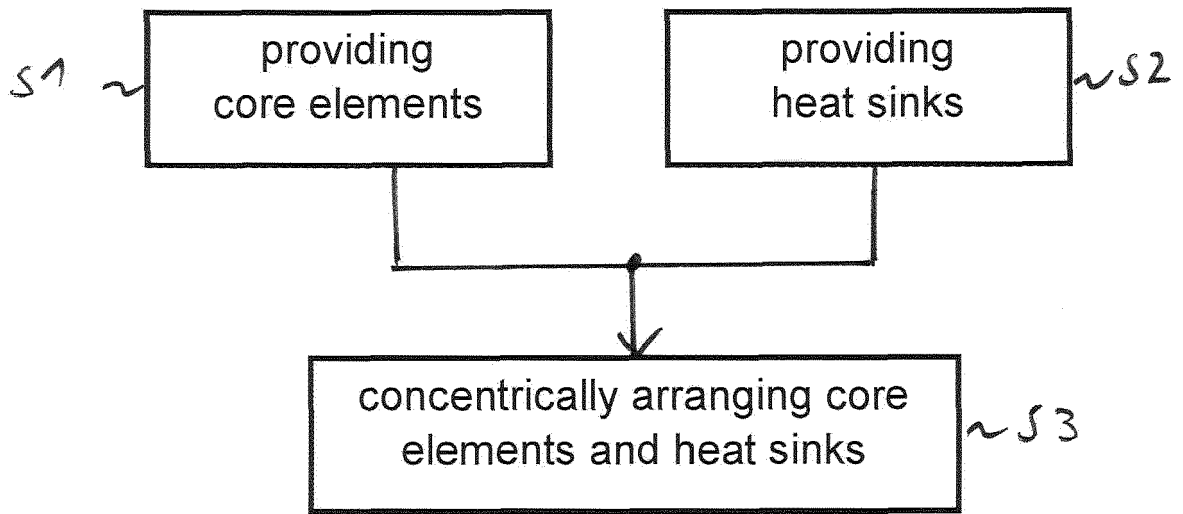 S1
providing
core elements
providing
heat sinks
S2
concentrically arranging core
elements and heat sinks
S3